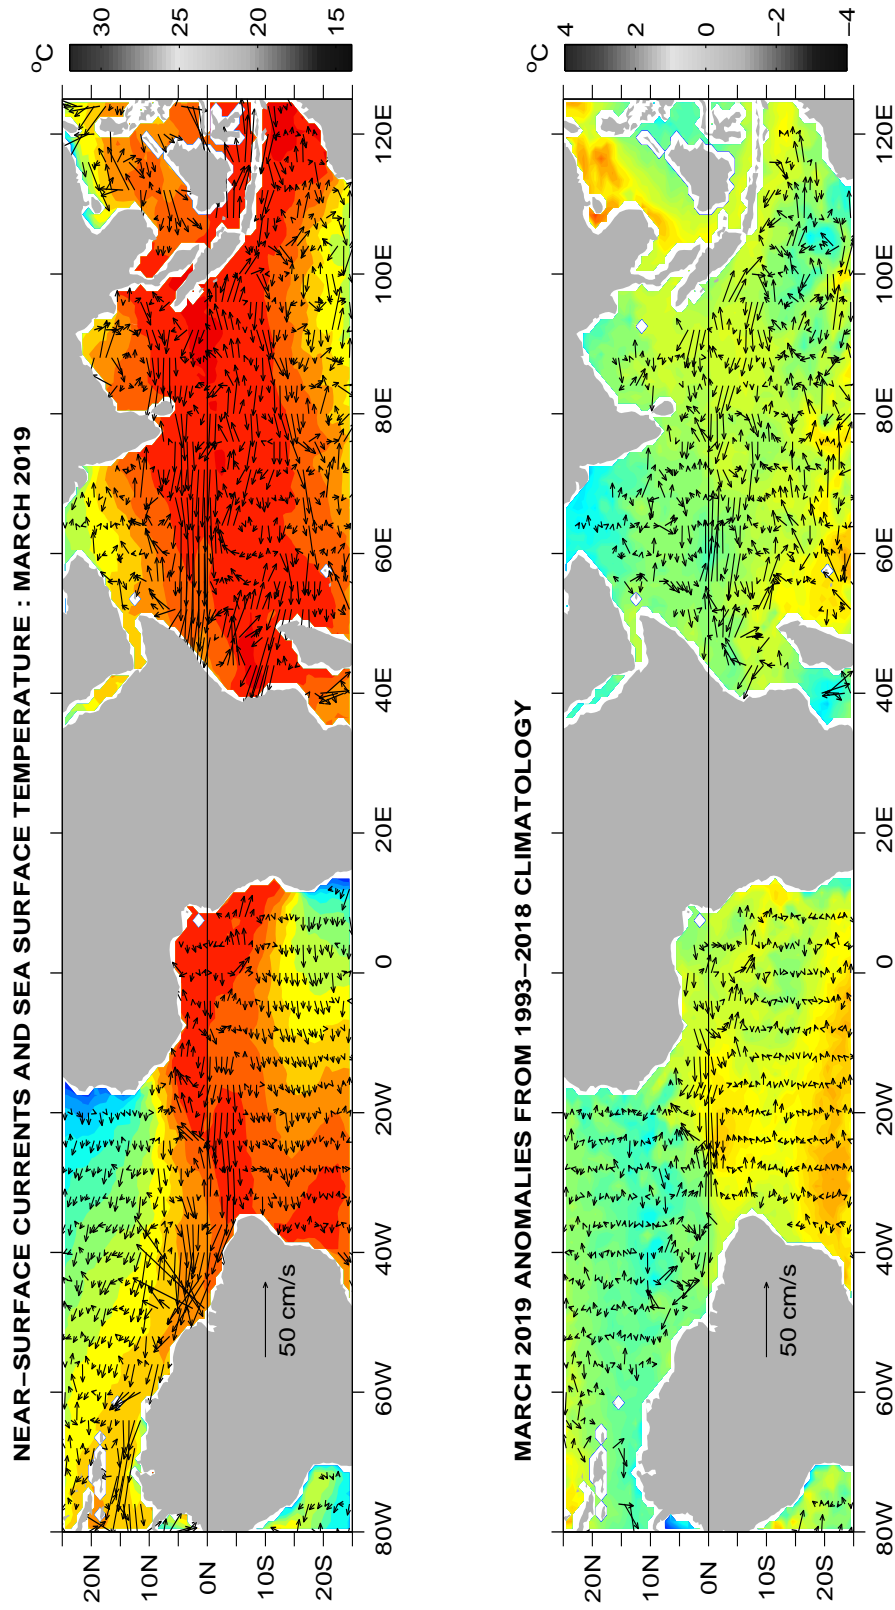 NEAR−SURFACE CURRENTS AND SEA SURFACE TEMPERATURE : MARCH 2019
°C
30 25 20 15
20N
10N
0N
10S
20S
50 cm/s
80W 60W 40W 20W 0 20E 40E 60E 80E 100E 120E
MARCH 2019 ANOMALIES FROM 1993−2018 CLIMATOLOGY
°C
4 2 0 −2 −4
20N
10N
0N
10S
20S
50 cm/s
80W 60W 40W 20W 0 20E 40E 60E 80E 100E 120E